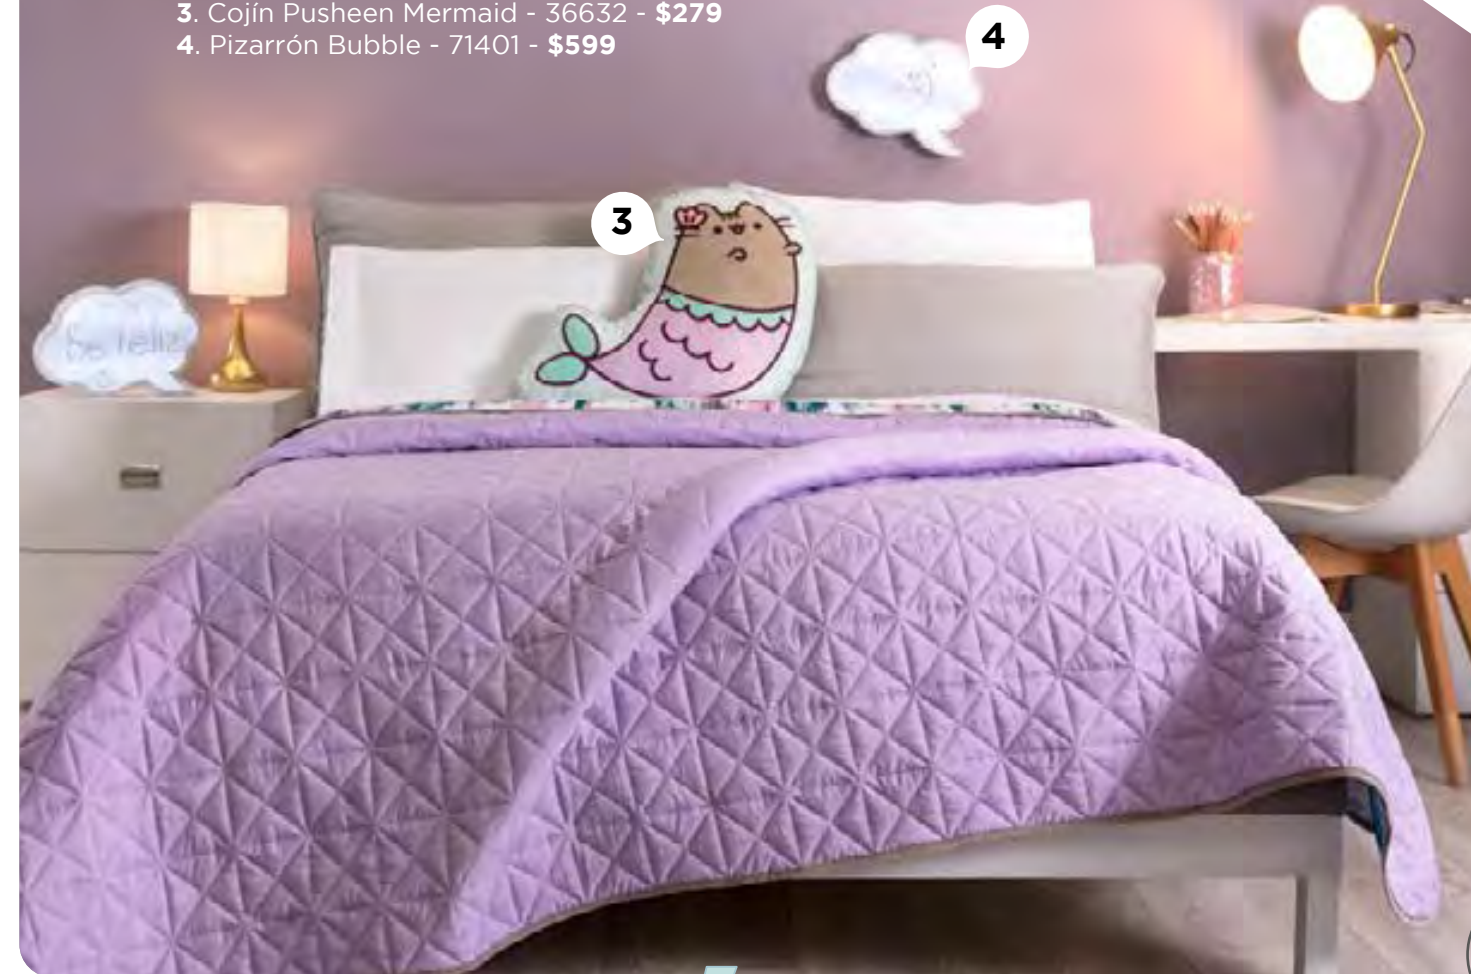 3. Cojín Pusheen Mermaid - 36632 - $279
4. Pizarrón Bubble - 71401 - $599
4
3
Se feliz